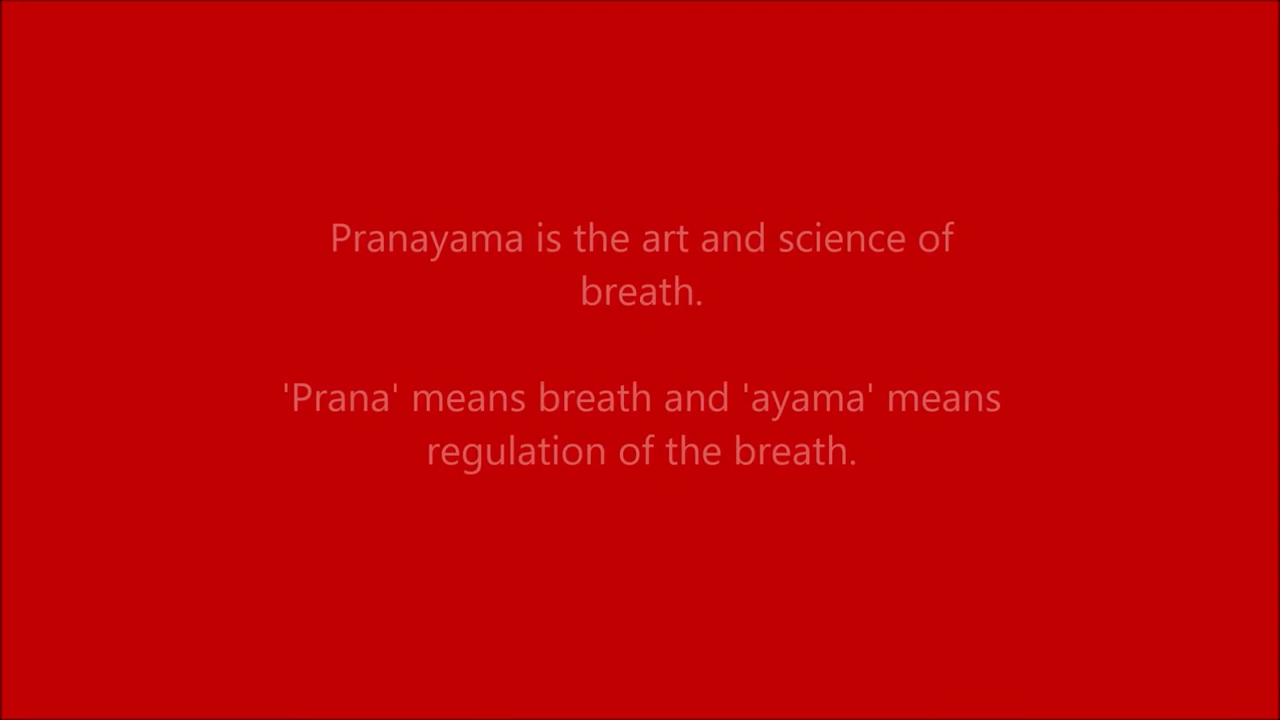 Pranayama is the art and science of
breath.
'Prana' means breath and 'ayama' means
regulation of the breath.